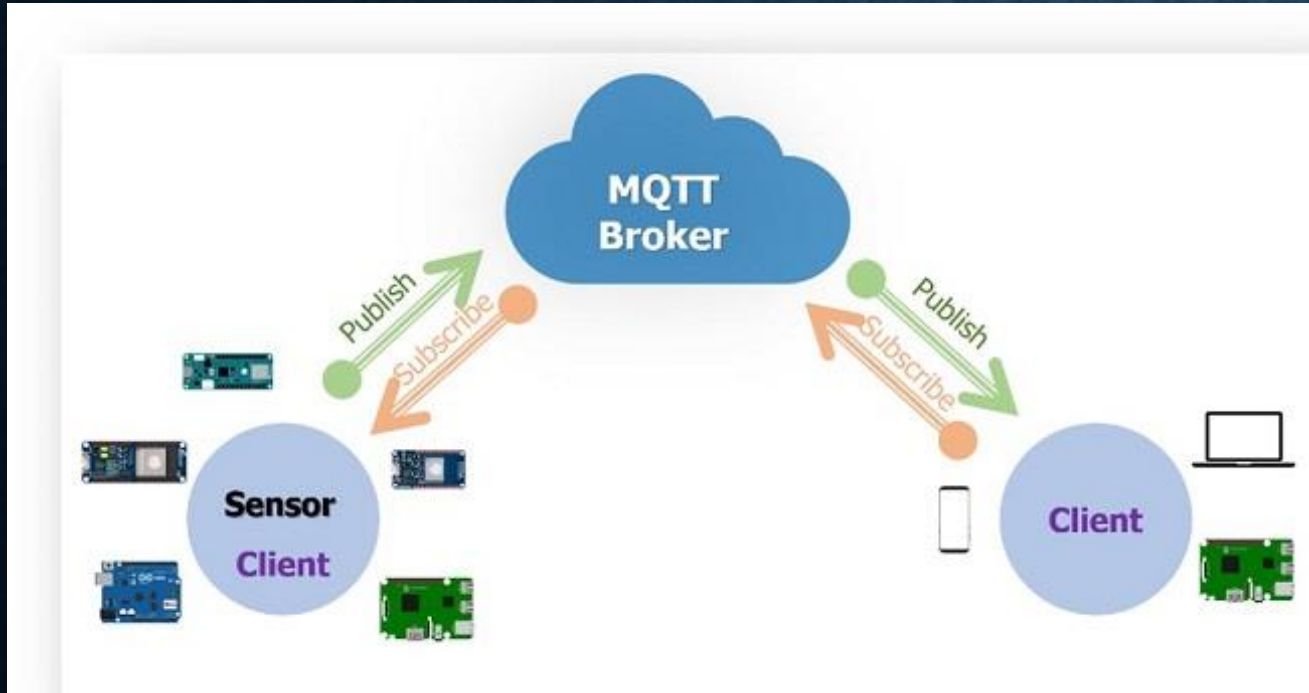 MQTT
Broker
Publish
Subscribe
Publish
Subscribe
Sensor
Client
Client